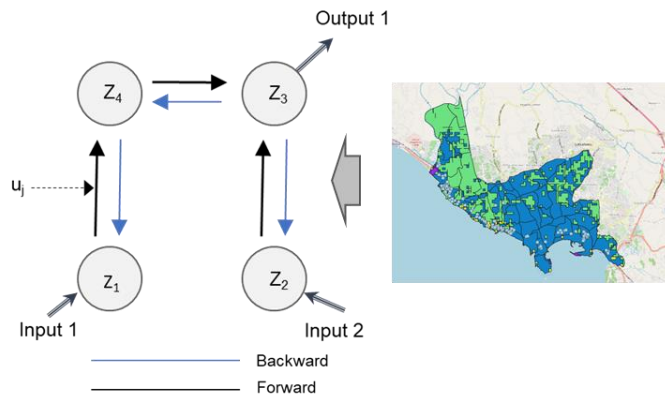 Output 1
Z₄
Z₃
uⱼ
Z₁
Z₂
Input 1
Input 2
Backward
Forward